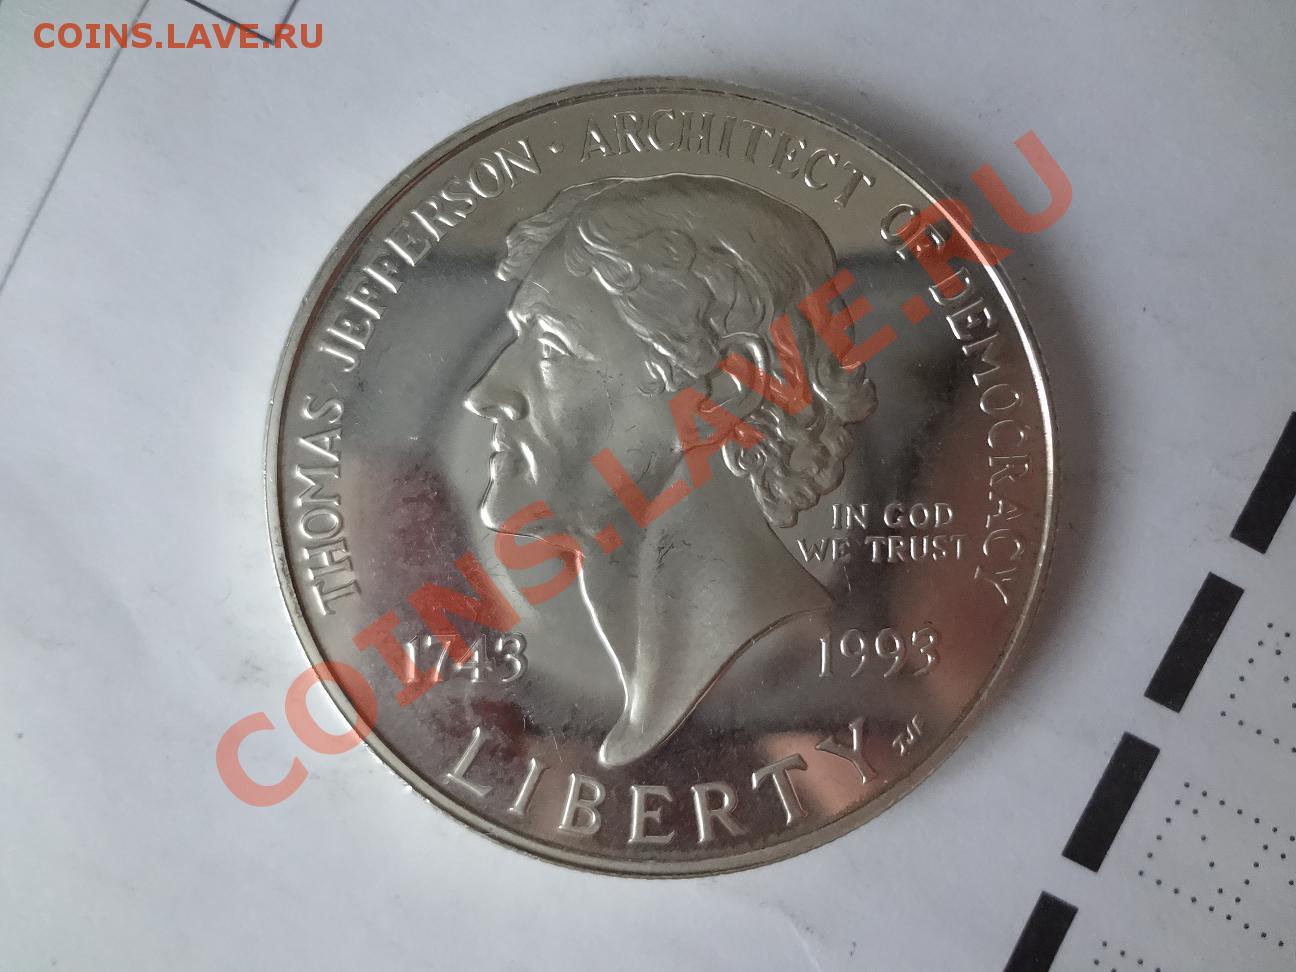 COINS.LAVE.RU
THOMAS JEFFERSON · ARCHITECT OF DEMOCRACY
IN GOD
WE TRUST
1743 1993
LIBERTY
COINS.LAVE.RU